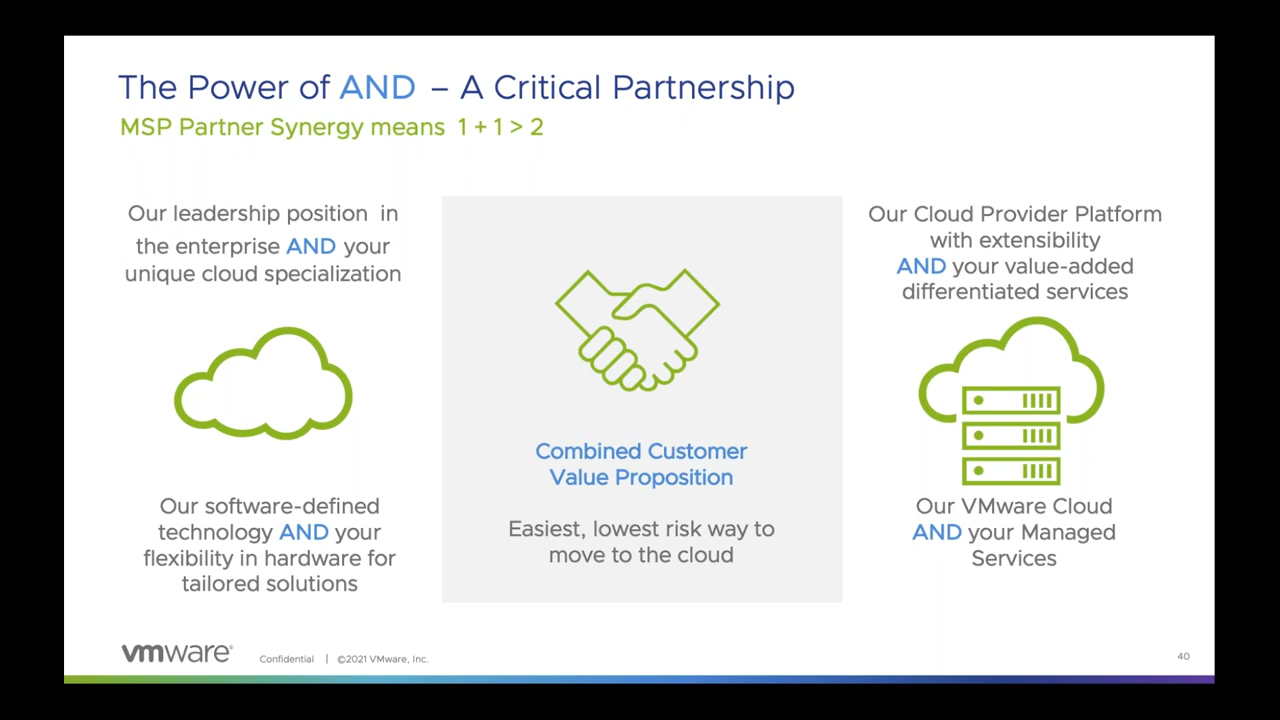 The Power of AND – A Critical Partnership
MSP Partner Synergy means 1 + 1 > 2
Our leadership position in
the enterprise AND your
unique cloud specialization
Our software-defined
technology AND your
flexibility in hardware for
tailored solutions
Combined Customer
Value Proposition
Easiest, lowest risk way to
move to the cloud
Our Cloud Provider Platform
with extensibility
AND your value-added
differentiated services
Our VMware Cloud
AND your Managed
Services
vmware®
Confidential | ©2021 VMware, Inc.
40